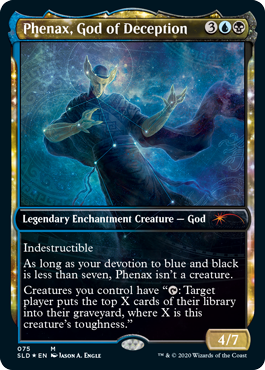 Phenax, God of Deception 3
Legendary Enchantment Creature — God
Indestructible
As long as your devotion to blue and black
is less than seven, Phenax isn't a creature.
Creatures you control have “: Target
player puts the top X cards of their library
into their graveyard, where X is this
creature's toughness.”
4/7
075 M
SLD ★ EN Jason A. Engle
™ & © 2020 Wizards of the Coast